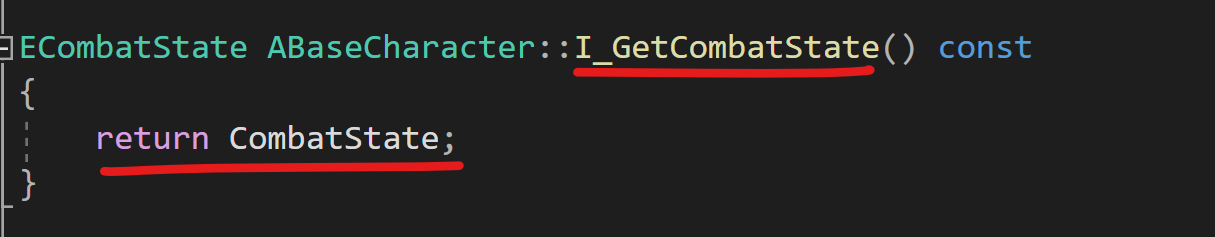 ECombatState ABaseCharacter::I_GetCombatState() const
{
    return CombatState;
}